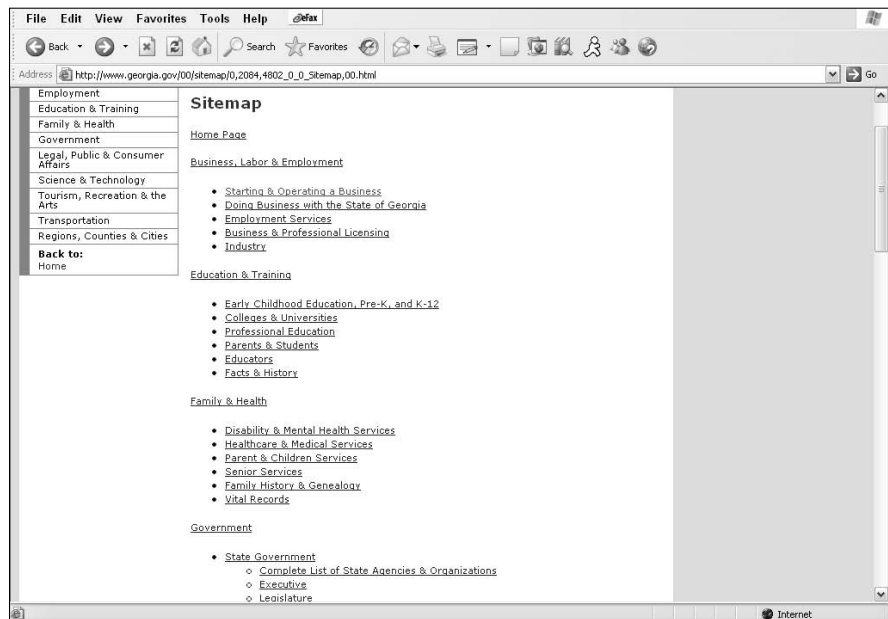 File Edit View Favorites Tools Help eFax
Back Search Favorites
Address http://www.georgia.gov/00/sitemap/0,2084,4802_0_0_Sitemap,00.html Go
Employment
Education & Training
Family & Health
Government
Legal, Public & Consumer
Affairs
Science & Technology
Tourism, Recreation & the
Arts
Transportation
Regions, Counties & Cities
Back to:
Home
Sitemap
Home Page
Business, Labor & Employment
Starting & Operating a Business
Doing Business with the State of Georgia
Employment Services
Business & Professional Licensing
Industry
Education & Training
Early Childhood Education, Pre-K, and K-12
Colleges & Universities
Professional Education
Parents & Students
Educators
Facts & History
Family & Health
Disability & Mental Health Services
Healthcare & Medical Services
Parent & Children Services
Senior Services
Family History & Genealogy
Vital Records
Government
State Government
Complete List of State Agencies & Organizations
Executive
Legislature
Internet